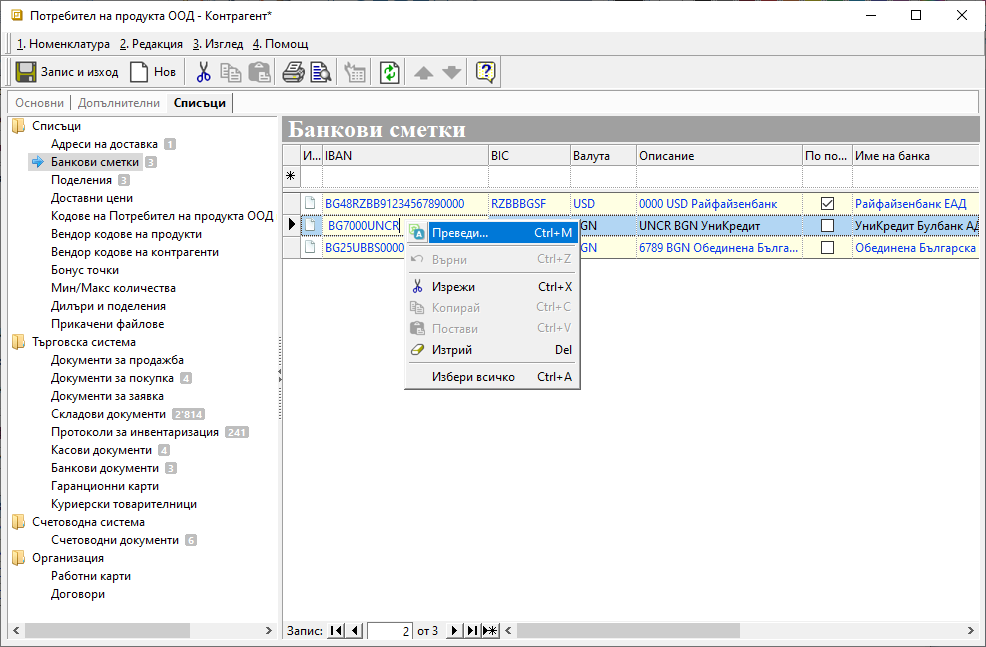 Потребител на продукта ООД - Контрагент*
1. Номенклатура 2. Редакция 3. Изглед 4. Помощ
Запис и изход Нов
Основни Допълнителни Списъци
Списъци
Адреси на доставка 1
Банкови сметки 3
Поделения 3
Доставни цени
Кодове на Потребител на продукта ООД
Вендор кодове на продукти
Вендор кодове на контрагенти
Бонус точки
Мин/Макс количества
Дилъри и поделения
Прикачени файлове
Търговска система
Документи за продажба
Документи за покупка 4
Документи за заявка
Складови документи 2'814
Протоколи за инвентаризация 241
Касови документи 4
Банкови документи 3
Гаранционни карти
Куриерски товарителници
Счетоводна система
Счетоводни документи 6
Организация
Работни карти
Договори
Банкови сметки
И... IBAN BIC Валута Описание По по... Име на банка
BG48RZBB91234567890000 RZBBBGSF USD 0000 USD Райфайзенбанк Райфайзенбанк ЕАД
BG7000UNCR GN UNCR BGN УниКредит УниКредит Булбанк АД
BG25UBBS0000 GN 6789 BGN Обединена Бълга... Обединена Българска
Преведи... Ctrl+M
Върни Ctrl+Z
Изрежи Ctrl+X
Копирай Ctrl+C
Постави Ctrl+V
Изтрий Del
Избери всичко Ctrl+A
Запис: 2 от 3